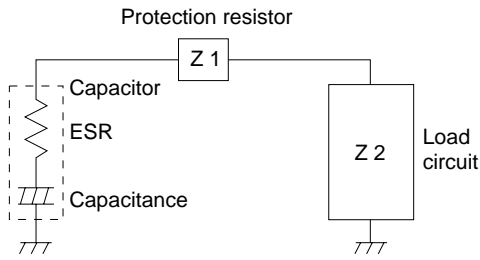 Protection resistor
Z 1
Capacitor
ESR
Z 2
Load
circuit
Capacitance